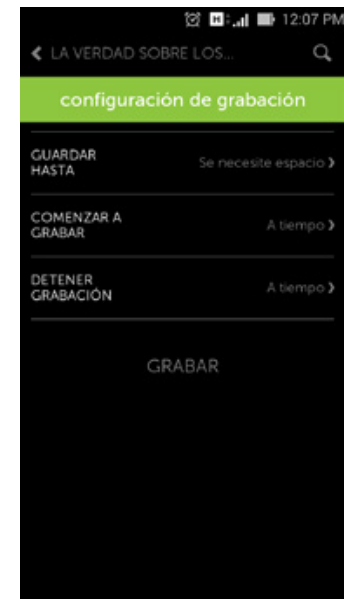 H 12:07 PM
LA VERDAD SOBRE LOS...
configuración de grabación
GUARDAR
HASTA
Se necesite espacio
COMENZAR A
GRABAR
A tiempo
DETENER
GRABACIÓN
A tiempo
GRABAR